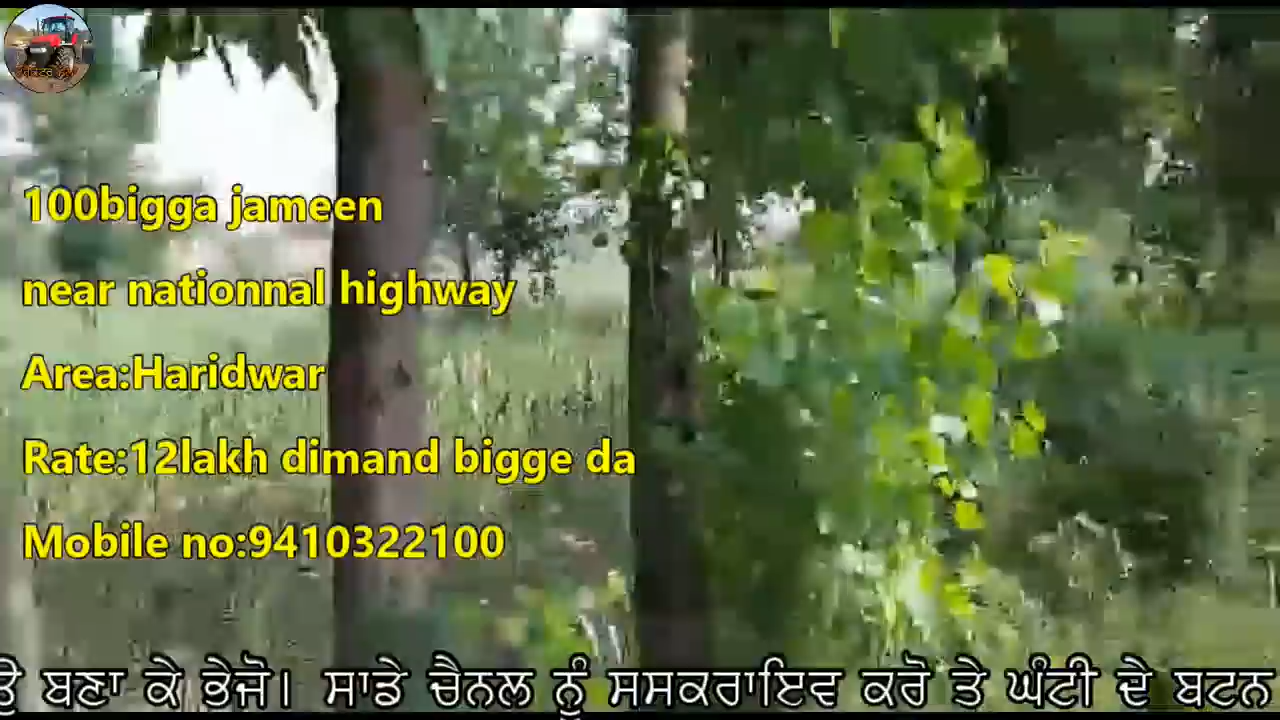 100bigga jameen
near nationnal highway
Area:Haridwar
Rate:12lakh dimand bigge da
Mobile no:9410322100
ਬਣਾ ਕੇ ਭੇਜੋ। ਸਾਡੇ ਚੈਨਲ ਨੂੰ ਸਸਕਰਾਇਵ ਕਰੋ ਤੇ ਘੰਟੀ ਦੇ ਬਟਨ